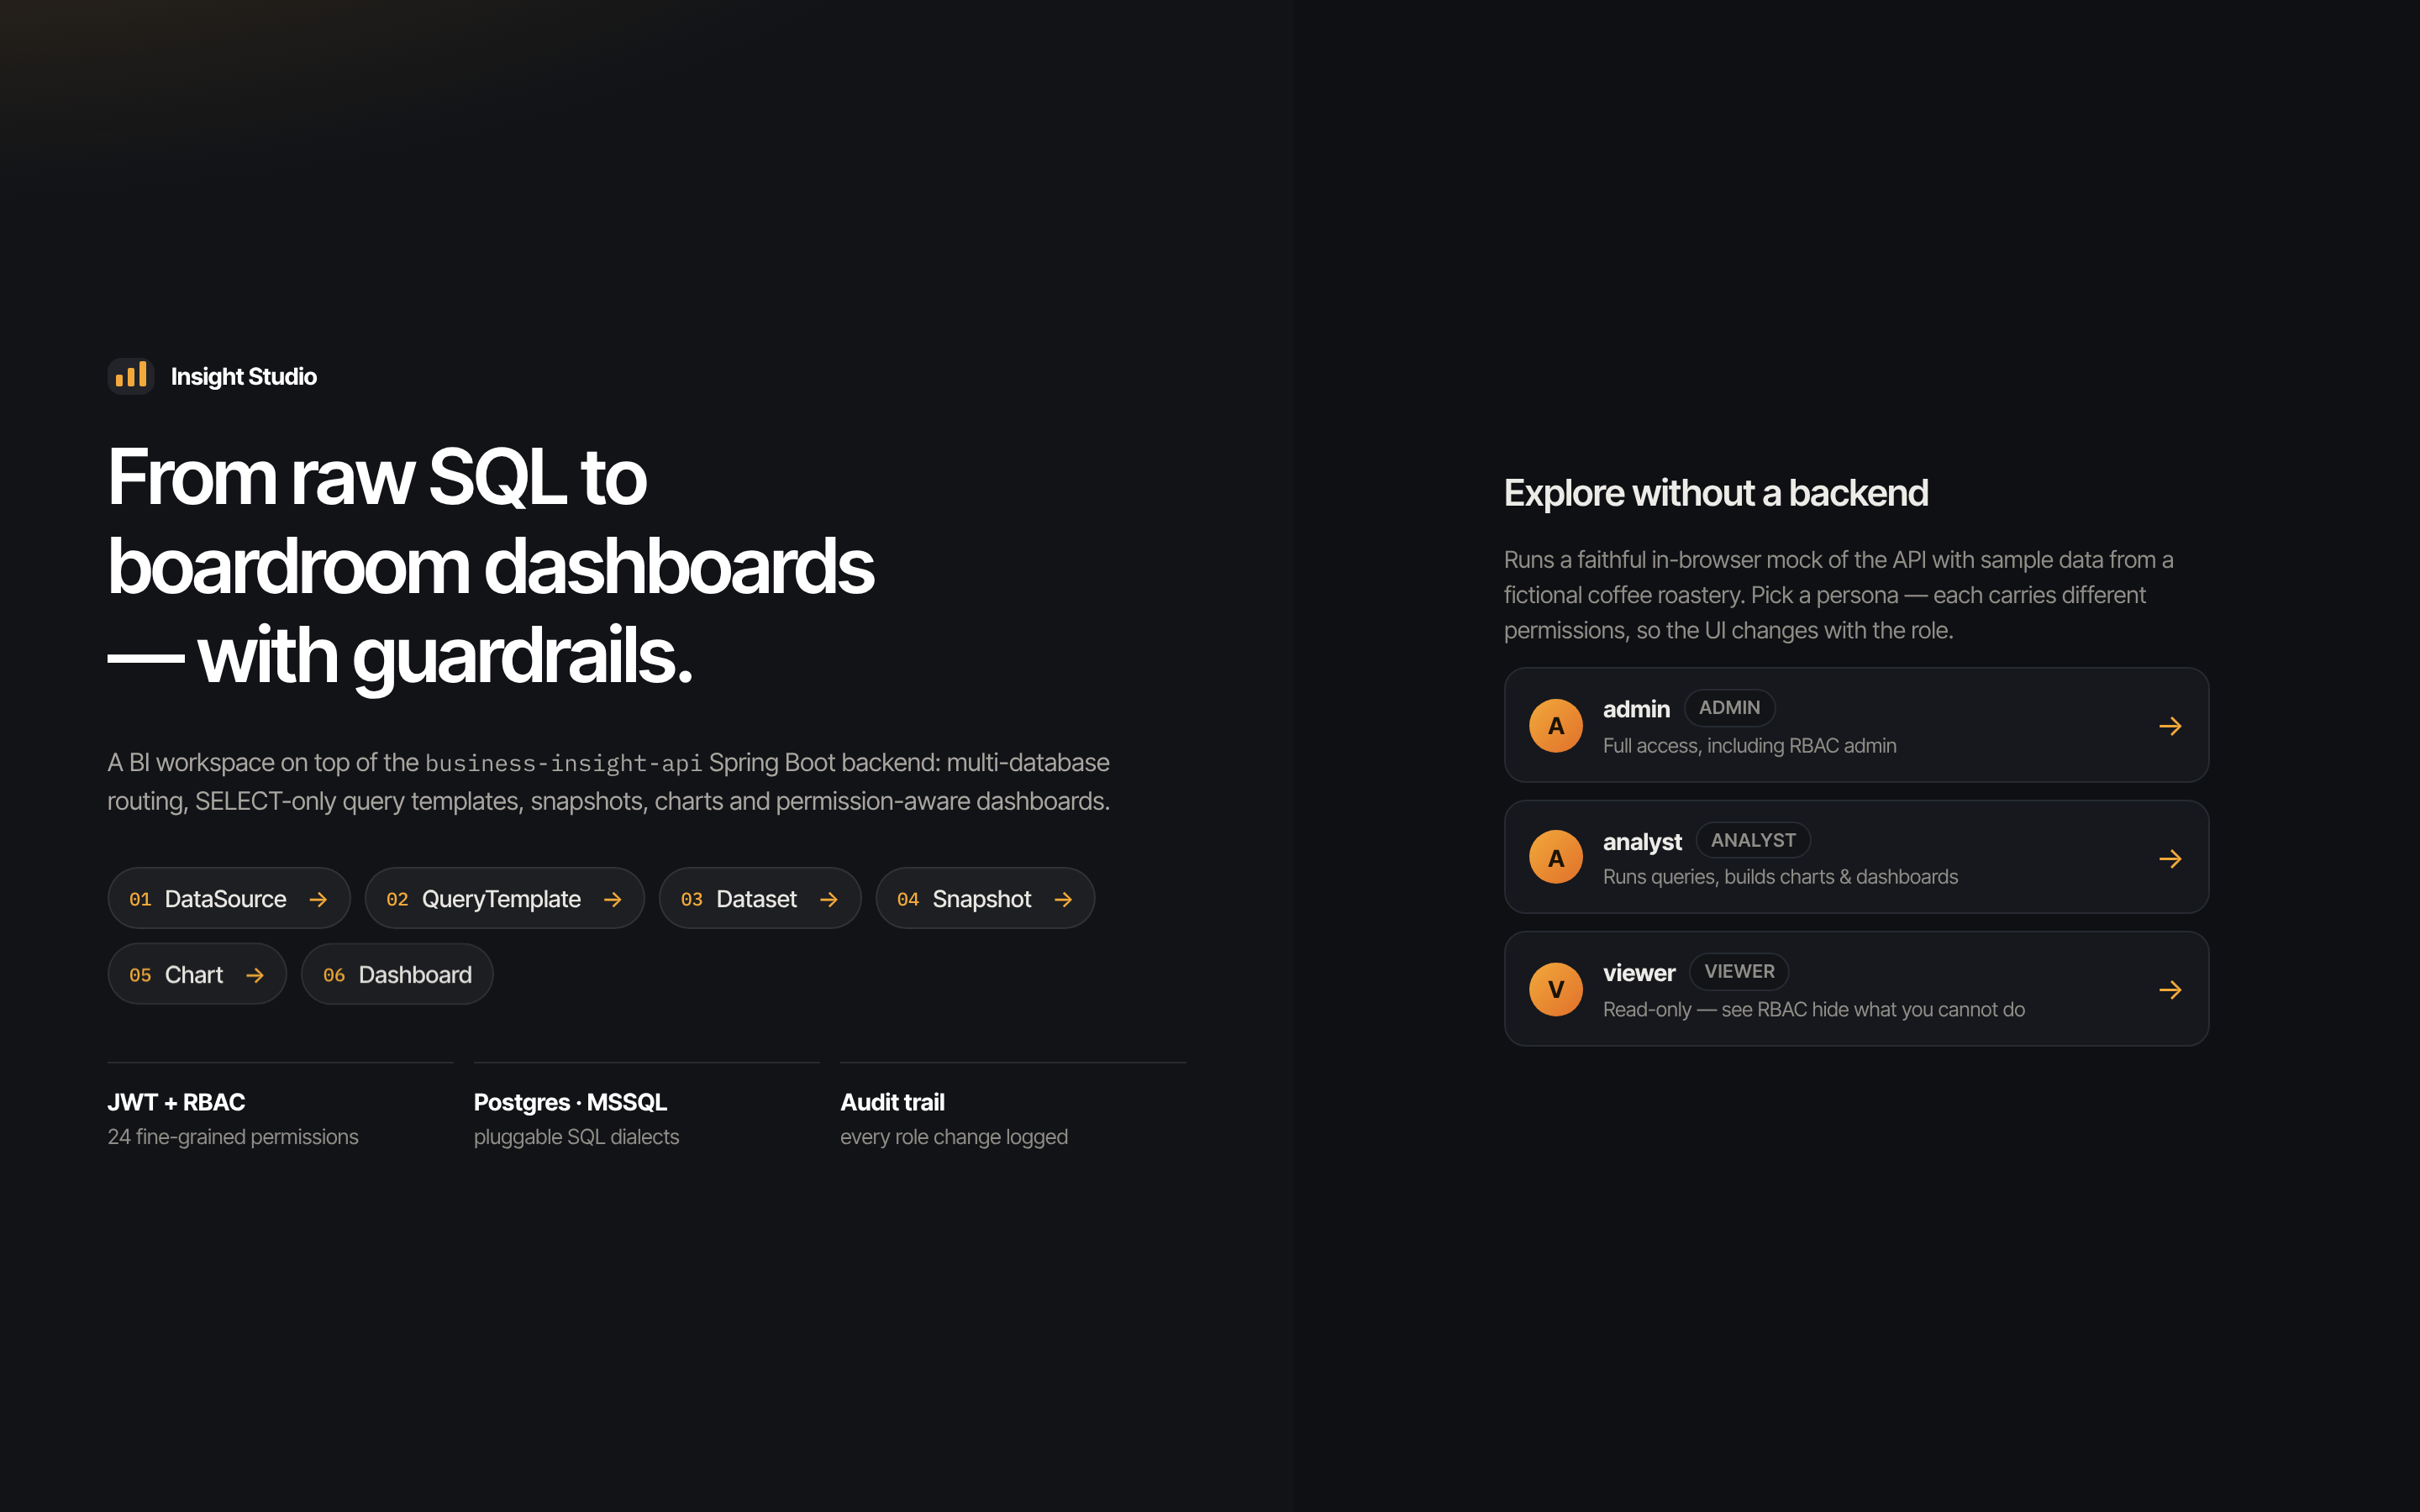 Insight Studio
From raw SQL to
boardroom dashboards
— with guardrails.
A BI workspace on top of the business-insight-api Spring Boot backend: multi-database
routing, SELECT-only query templates, snapshots, charts and permission-aware dashboards.
01 DataSource →
02 QueryTemplate →
03 Dataset →
04 Snapshot →
05 Chart →
06 Dashboard
JWT + RBAC
24 fine-grained permissions
Postgres · MSSQL
pluggable SQL dialects
Audit trail
every role change logged
Explore without a backend
Runs a faithful in-browser mock of the API with sample data from a
fictional coffee roastery. Pick a persona — each carries different
permissions, so the UI changes with the role.
A
admin ADMIN
Full access, including RBAC admin
→
A
analyst ANALYST
Runs queries, builds charts & dashboards
→
V
viewer VIEWER
Read-only — see RBAC hide what you cannot do
→